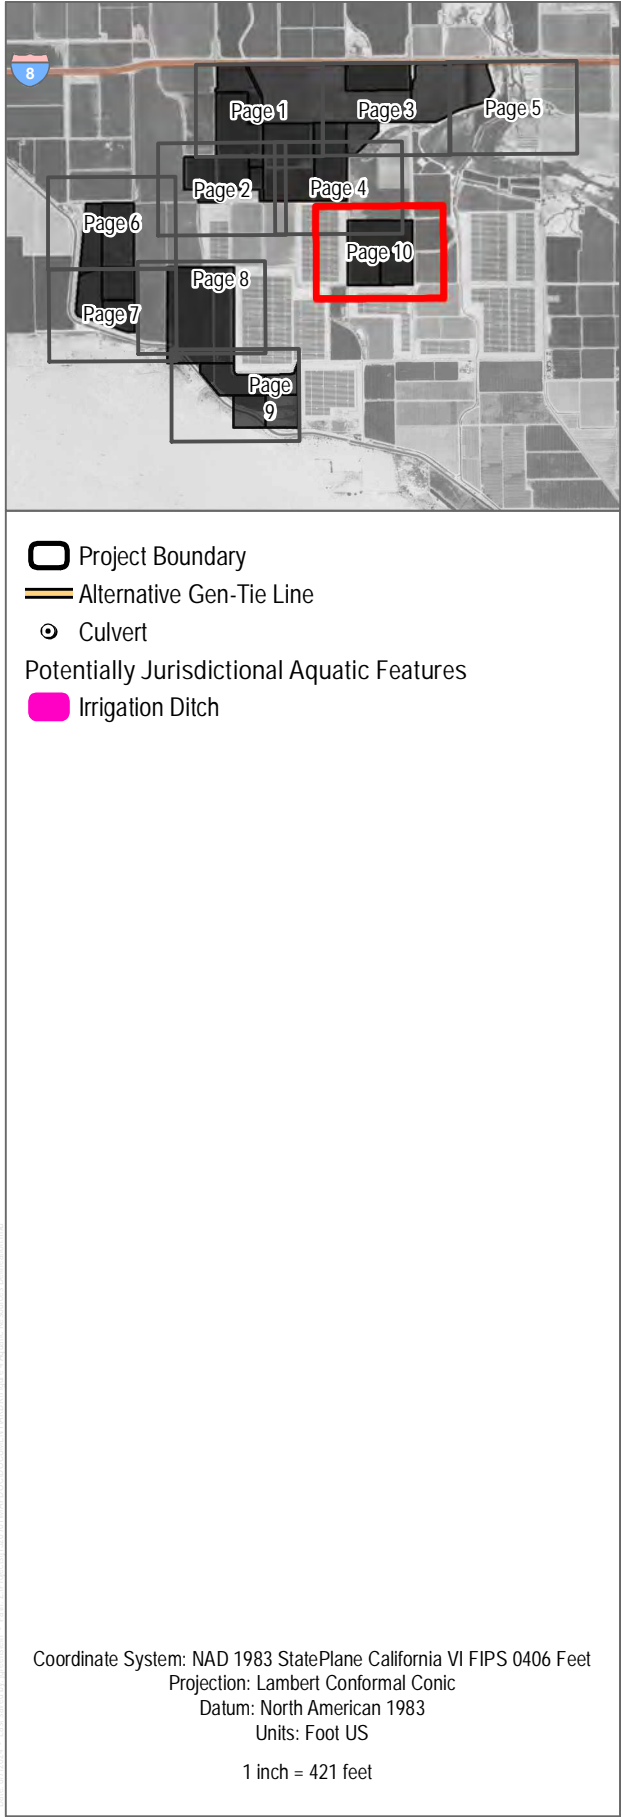 8
Page 1
Page 3
Page 5
Page 2
Page 4
Page 6
Page 10
Page 8
Page 7
Page
9
Project Boundary
Alternative Gen-Tie Line
Culvert
Potentially Jurisdictional Aquatic Features
Irrigation Ditch
Coordinate System: NAD 1983 StatePlane California VI FIPS 0406 Feet
Projection: Lambert Conformal Conic
Datum: North American 1983
Units: Foot US
1 inch = 421 feet